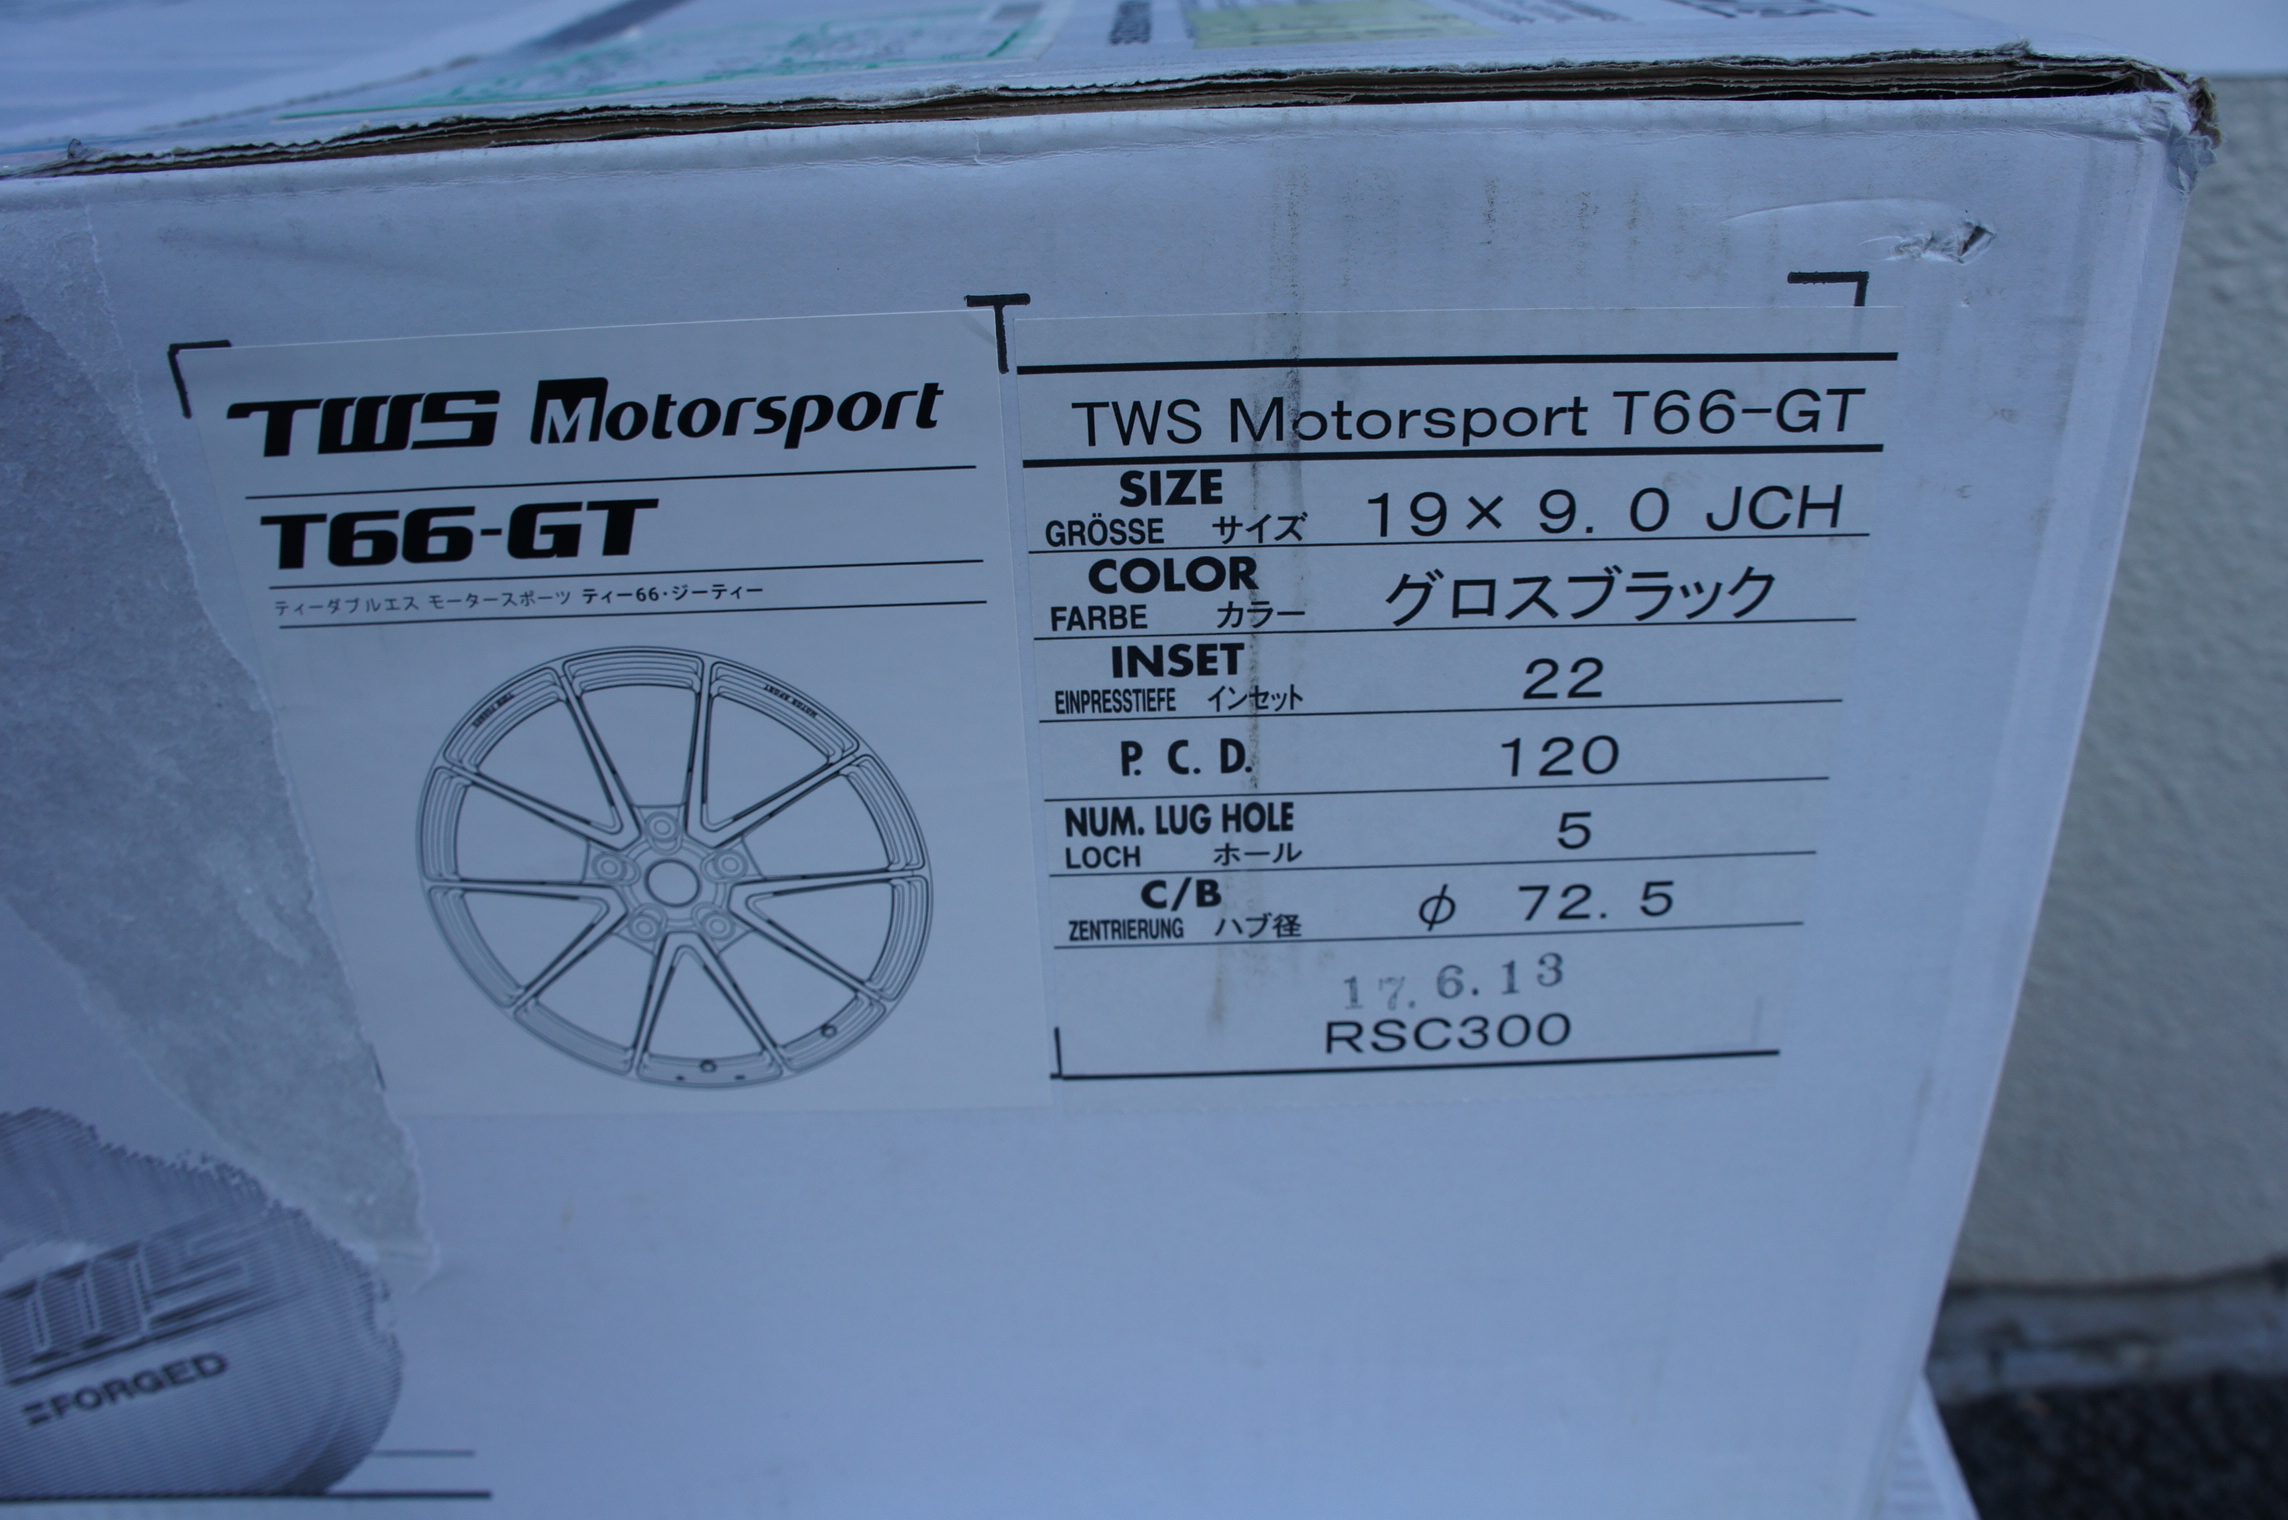 TWS Motorsport
T66-GT
ティーダブルエス モータースポーツ ティー66・ジーティー
TWS Motorsport T66-GT
SIZE
GRÖSSE サイズ 19× 9. 0 JCH
COLOR
FARBE カラー グロスブラック
INSET
EINPRESSTIEFE インセット 22
P. C. D. 120
NUM. LUG HOLE
LOCH ホール 5
C/B
ZENTRIERUNG ハブ径 φ 72. 5
17. 6. 13
RSC300
TWS
FORGED